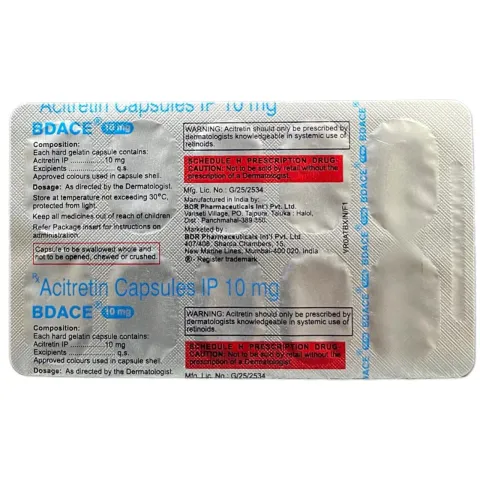 Acitretin Capsules IP 10 mg
BDACE® 10 mg
Composition:
Each hard gelatin capsule contains:
Acitretin IP ............... 10 mg
Excipients ................. q.s.
Approved colours used in capsule shell.
Dosage: As directed by the Dermatologist.
Store at temperature not exceeding 30°C,
protected from light.
Keep all medicines out of reach of children.
Refer Package insert for instructions on
administration.
Capsule to be swallowed whole and
not to be opened, chewed or crushed.
WARNING: Acitretin should only be prescribed by
dermatologists knowledgeable in systemic use of
retinoids.
SCHEDULE H PRESCRIPTION DRUG
CAUTION: Not to be sold by retail without the
prescription of a Dermatologist.
Mfg. Lic. No.: G/25/2534
Manufactured in India by:
BDR Pharmaceuticals Int'l Pvt. Ltd.
Village, PO. Tajpura, Taluka : Halol,
Dist : Panchmahal-389 350.
Marketed by
BDR Pharmaceuticals Int'l Pvt. Ltd.
407/408, Sharda Chambers, 15,
New Marine Lines, Mumbai-400 020, India
® - Register trademark
BDACE® 10 mg BDACE® 10 mg BDACE® 10 mg
Rx Acitretin Capsules IP 10 mg
BDACE® 10 mg
Composition:
Each hard gelatin capsule contains:
Acitretin IP ............... 10 mg
Excipients ................. q.s.
Approved colours used in capsule shell.
Dosage: As directed by the Dermatologist.
WARNING: Acitretin should only be prescribed by
dermatologists knowledgeable in systemic use of
retinoids.
SCHEDULE H PRESCRIPTION DRUG
CAUTION: Not to be sold by retail without the
prescription of a Dermatologist.
Mfg. Lic. No.: G/25/2534